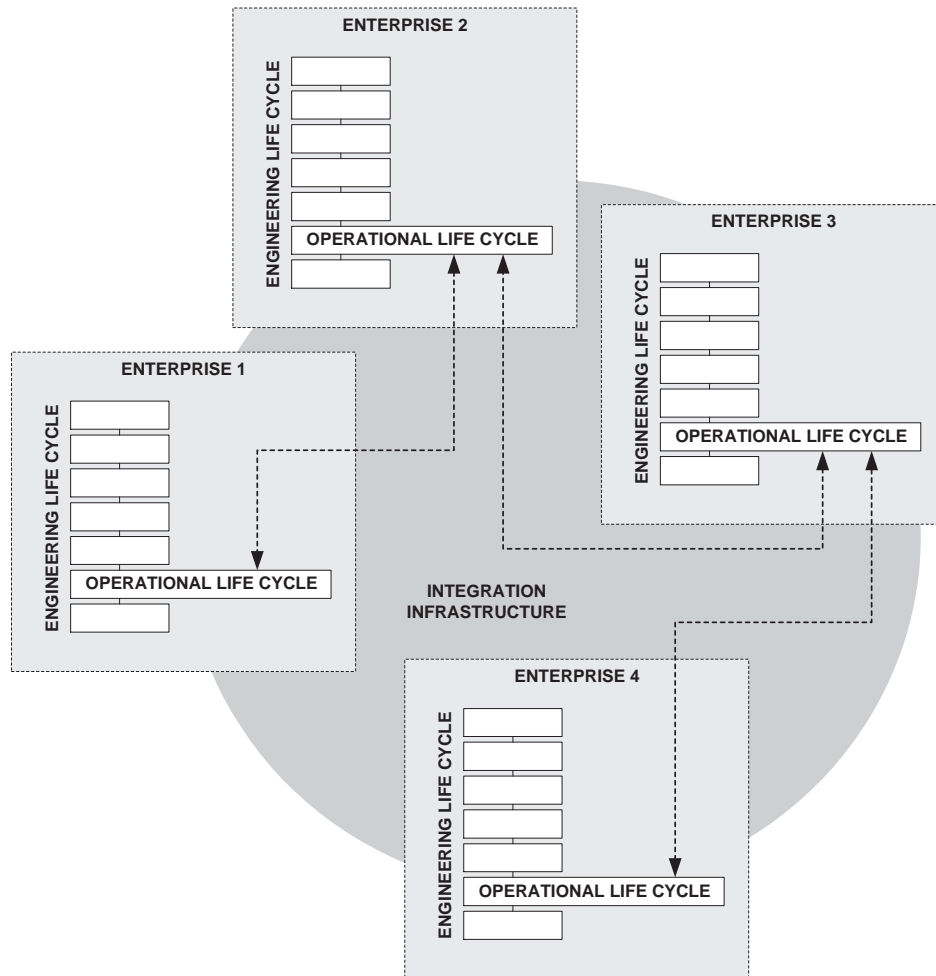 ENTERPRISE 2
ENGINEERING LIFE CYCLE
OPERATIONAL LIFE CYCLE
ENTERPRISE 3
ENGINEERING LIFE CYCLE
OPERATIONAL LIFE CYCLE
ENTERPRISE 1
ENGINEERING LIFE CYCLE
OPERATIONAL LIFE CYCLE
INTEGRATION
INFRASTRUCTURE
ENTERPRISE 4
ENGINEERING LIFE CYCLE
OPERATIONAL LIFE CYCLE